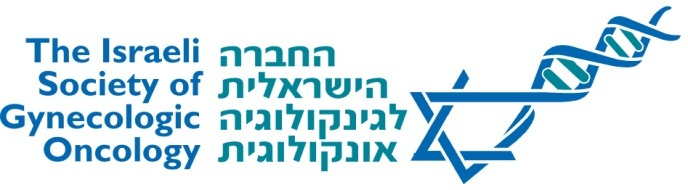 The Israeli
Society of
Gynecologic
Oncology
החברה
הישראלית
לגינקולוגיה
אונקולוגית